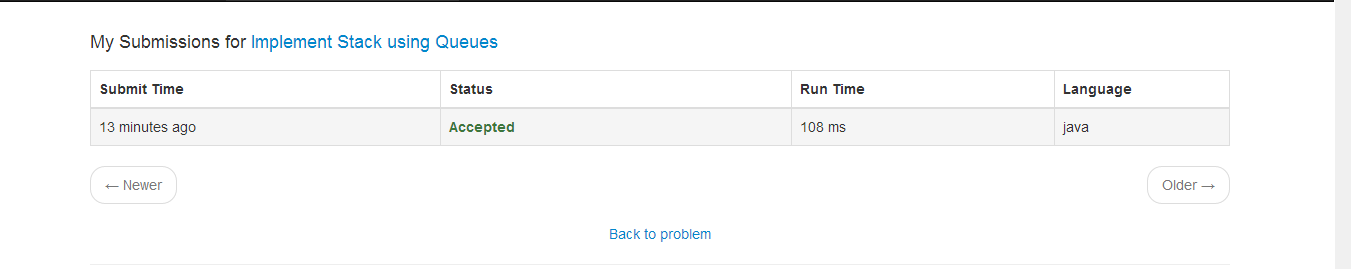 My Submissions for Implement Stack using Queues
Submit Time Status Run Time Language
13 minutes ago Accepted 108 ms java
← Newer Older →
Back to problem